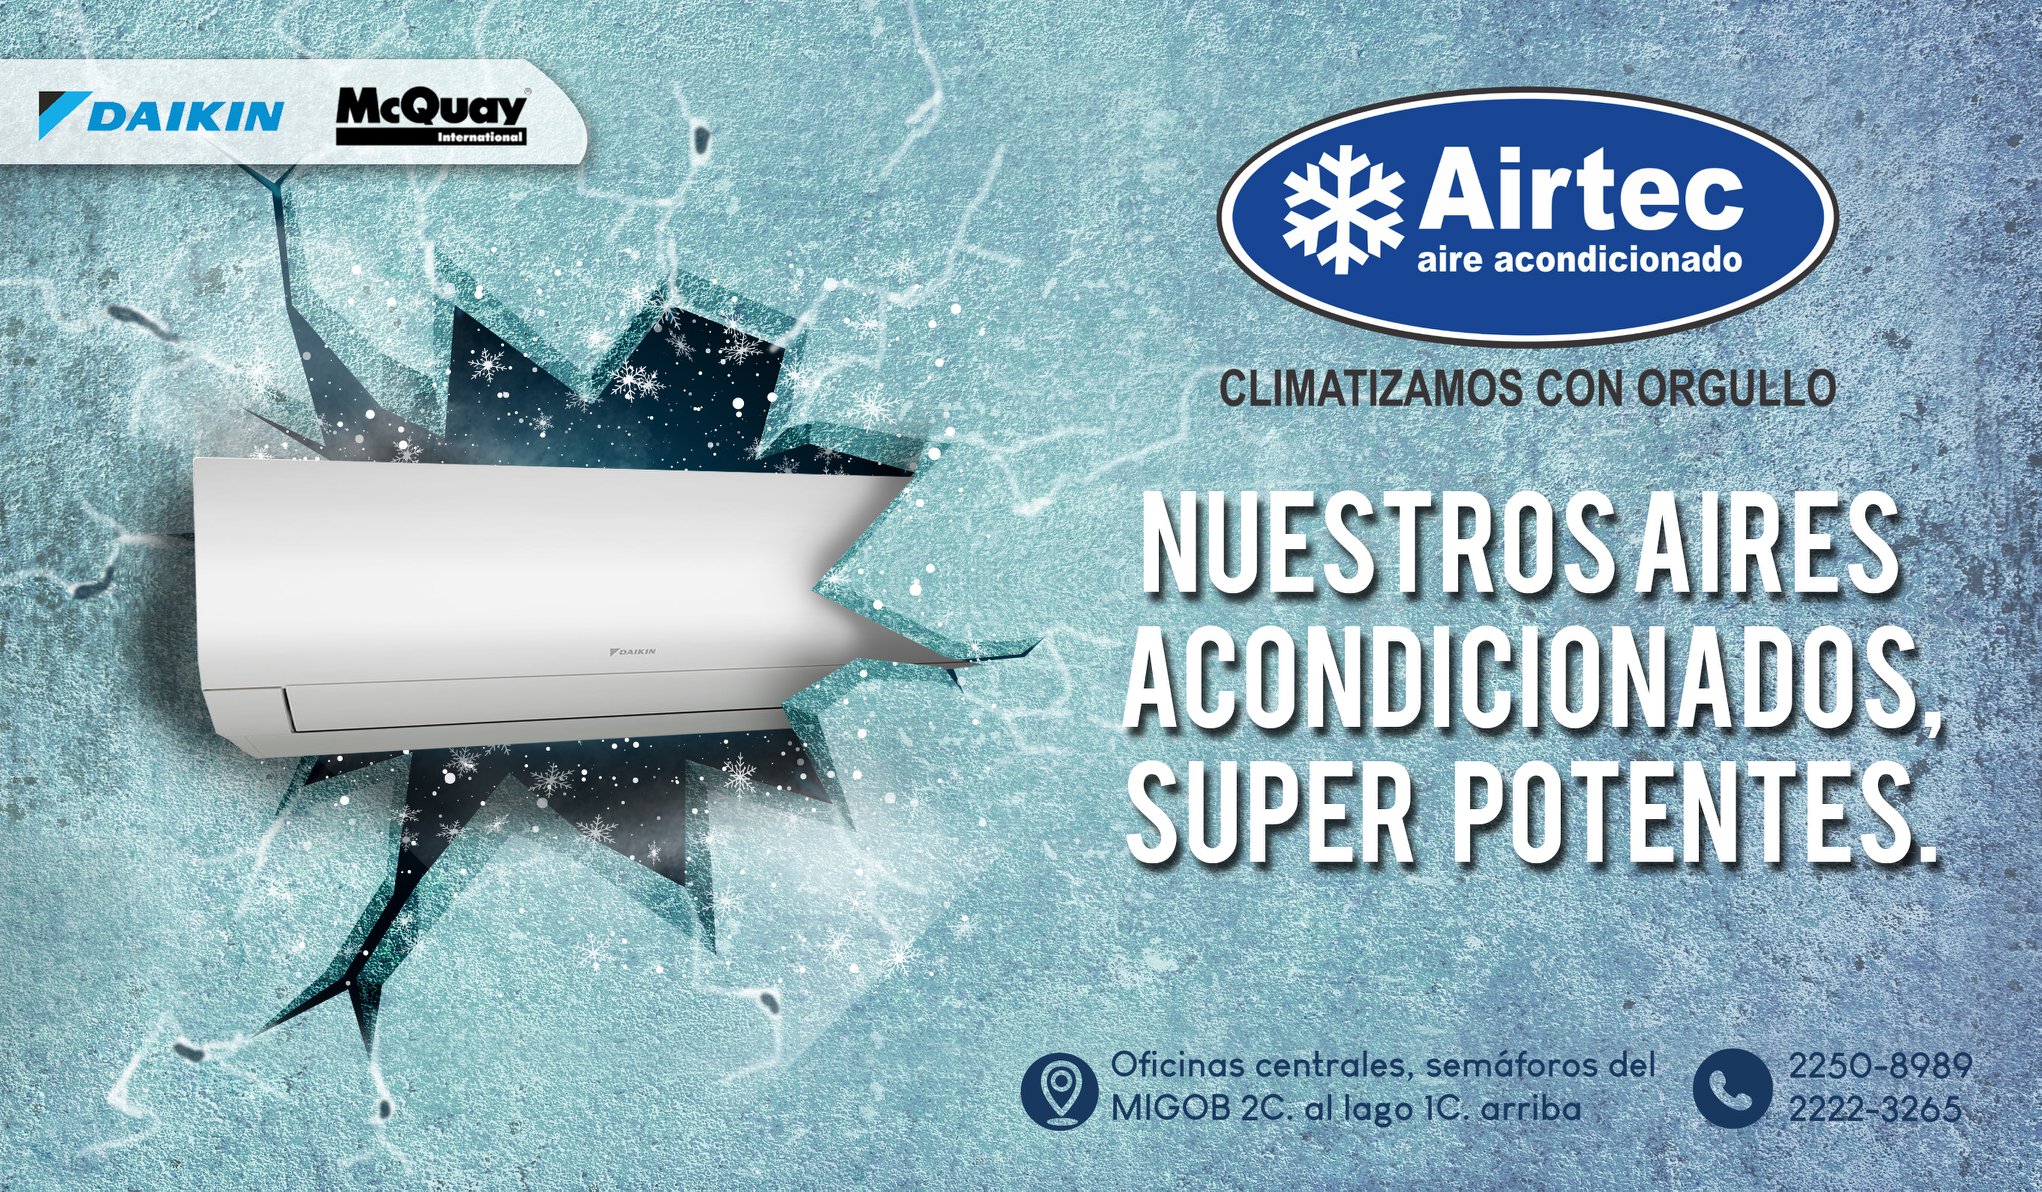 DAIKIN
McQuay®
International
Airtec
aire acondicionado
CLIMATIZAMOS CON ORGULLO
NUESTROS AIRES
ACONDICIONADOS,
SUPER POTENTES.
DAIKIN
Oficinas centrales, semáforos del
MIGOB 2C. al lago 1C. arriba
2250-8989
2222-3265